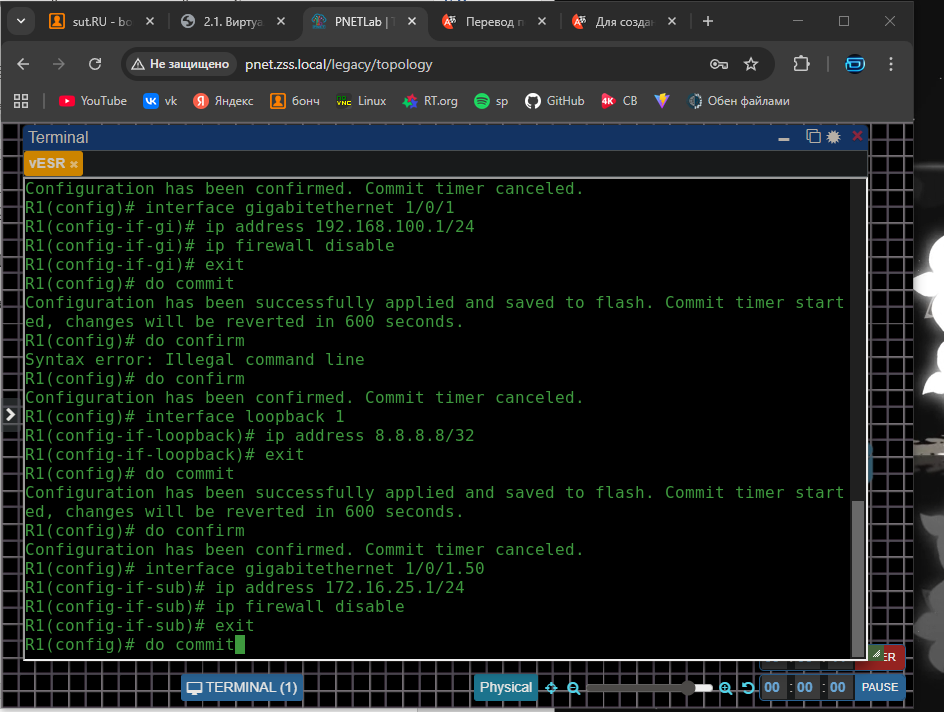 sut.RU - bo
2.1. Виртуа
PNETLab | T
Перевод п
Для создан
Не защищено
pnet.zss.local/legacy/topology
YouTube
vk
Яндекс
бонч
Linux
RT.org
sp
GitHub
СВ
Обен файлами
Terminal
vESR ×
Configuration has been confirmed. Commit timer canceled.
R1(config)# interface gigabitethernet 1/0/1
R1(config-if-gi)# ip address 192.168.100.1/24
R1(config-if-gi)# ip firewall disable
R1(config-if-gi)# exit
R1(config)# do commit
Configuration has been successfully applied and saved to flash. Commit timer start
ed, changes will be reverted in 600 seconds.
R1(config)# do confirm
Syntax error: Illegal command line
R1(config)# do confirm
Configuration has been confirmed. Commit timer canceled.
R1(config)# interface loopback 1
R1(config-if-loopback)# ip address 8.8.8.8/32
R1(config-if-loopback)# exit
R1(config)# do commit
Configuration has been successfully applied and saved to flash. Commit timer start
ed, changes will be reverted in 600 seconds.
R1(config)# do confirm
Configuration has been confirmed. Commit timer canceled.
R1(config)# interface gigabitethernet 1/0/1.50
R1(config-if-sub)# ip address 172.16.25.1/24
R1(config-if-sub)# ip firewall disable
R1(config-if-sub)# exit
R1(config)# do commit
ER
TERMINAL (1)
Physical
00 : 00 : 00
PAUSE